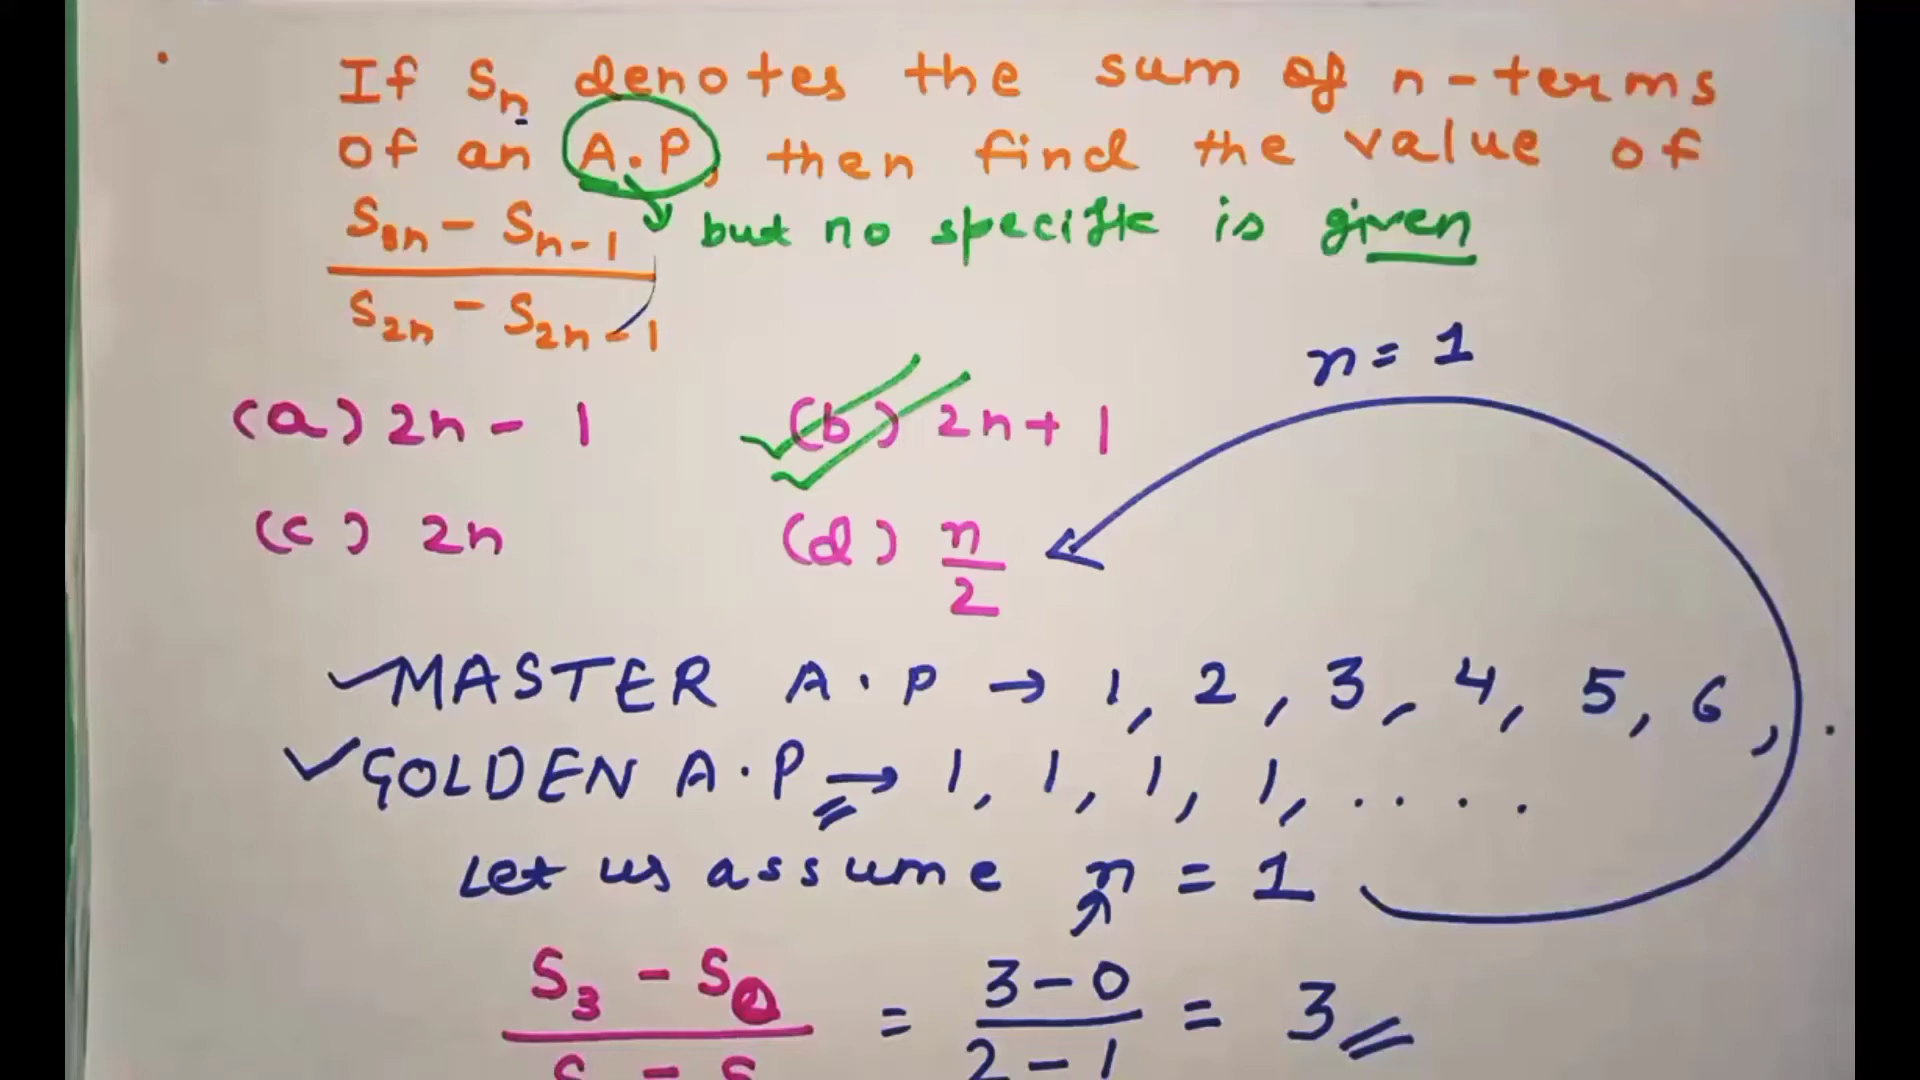 If Sn denotes the sum of n-terms
of an A.P, then find the value of
S3n - Sn-1 / S2n - S2n-1
but no specific is given
n = 1
(a) 2n - 1 (b) 2n + 1
(c) 2n (d) n/2
MASTER A.P → 1, 2, 3, 4, 5, 6, .
GOLDEN A.P → 1, 1, 1, 1, ....
Let us assume n = 1
S3 - S = 3-0 / 2-1 = 3